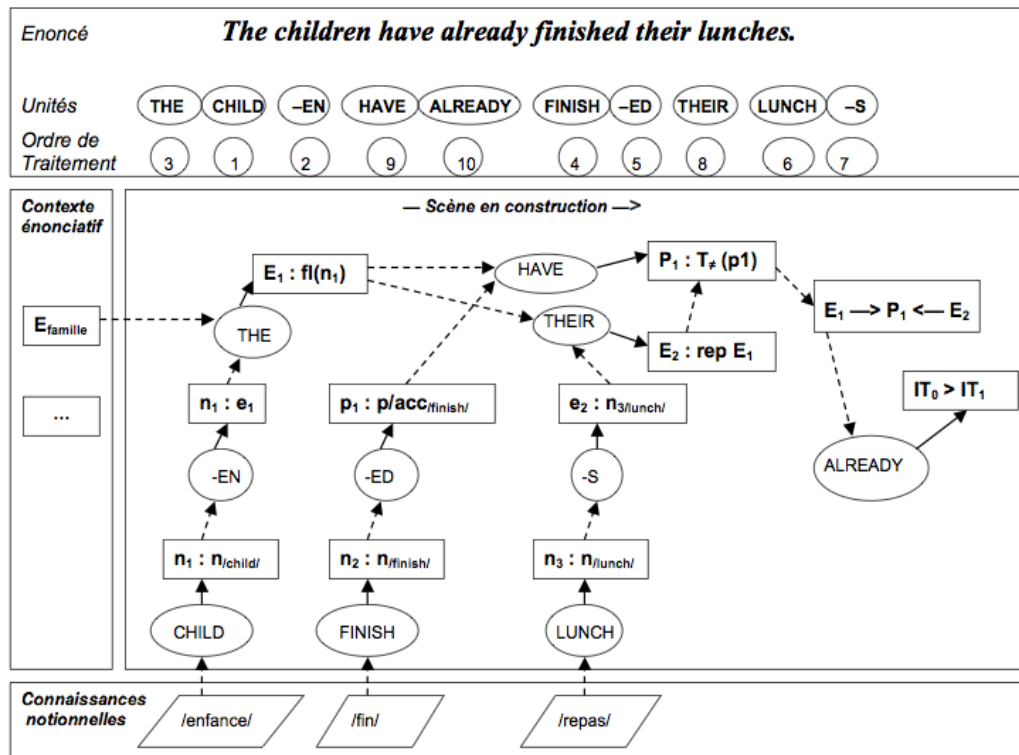 Enoncé The children have already finished their lunches.
Unités THE CHILD –EN HAVE ALREADY FINISH –ED THEIR LUNCH –S
Ordre de
Traitement 3 1 2 9 10 4 5 8 6 7
Contexte
énonciatif
— Scène en construction —>
E₁ : fl(n₁)
HAVE
P₁ : T≠ (p1)
E famille
THE
THEIR
E₁ —> P₁ <— E₂
E₂ : rep E₁
...
n₁ : e₁
p₁ : p/acc/finish/
e₂ : n₃/lunch/
IT₀ > IT₁
-EN
-ED
-S
ALREADY
n₁ : n/child/
n₂ : n/finish/
n₃ : n/lunch/
CHILD
FINISH
LUNCH
Connaissances
notionnelles
/enfance/
/fin/
/repas/